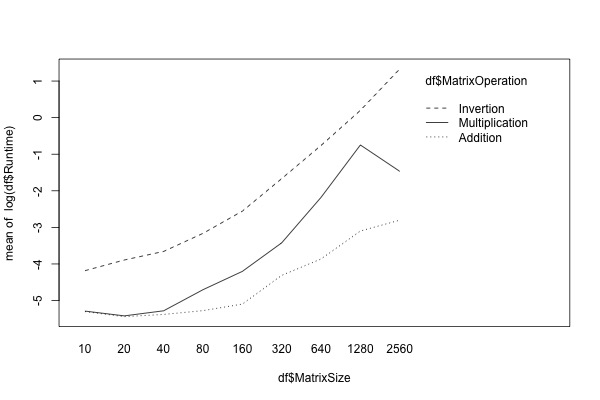 df$MatrixOperation
Invertion
Multiplication
Addition
mean of  log(df$Runtime)
1
0
-1
-2
-3
-4
-5
10 20 40 80 160 320 640 1280 2560
df$MatrixSize